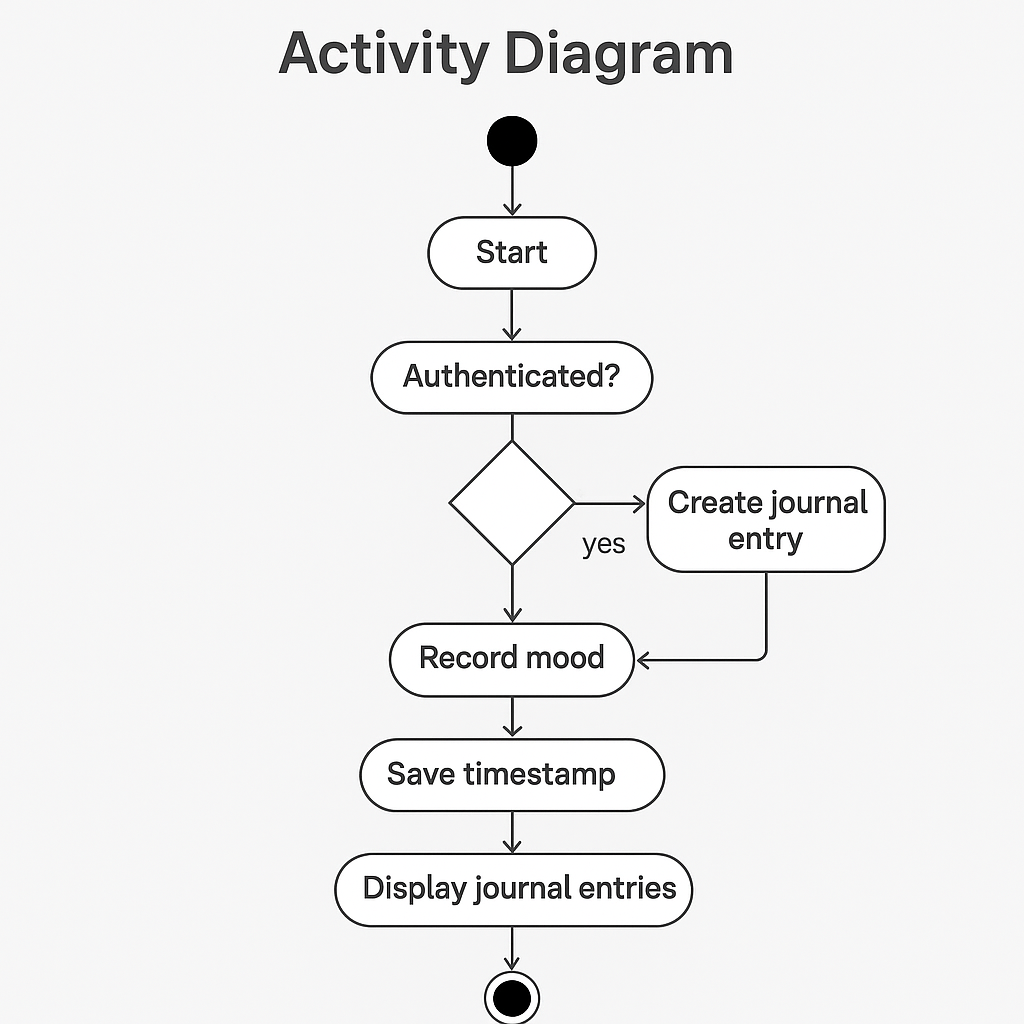 Activity Diagram
Start
Authenticated?
yes
Create journal
entry
Record mood
Save timestamp
Display journal entries